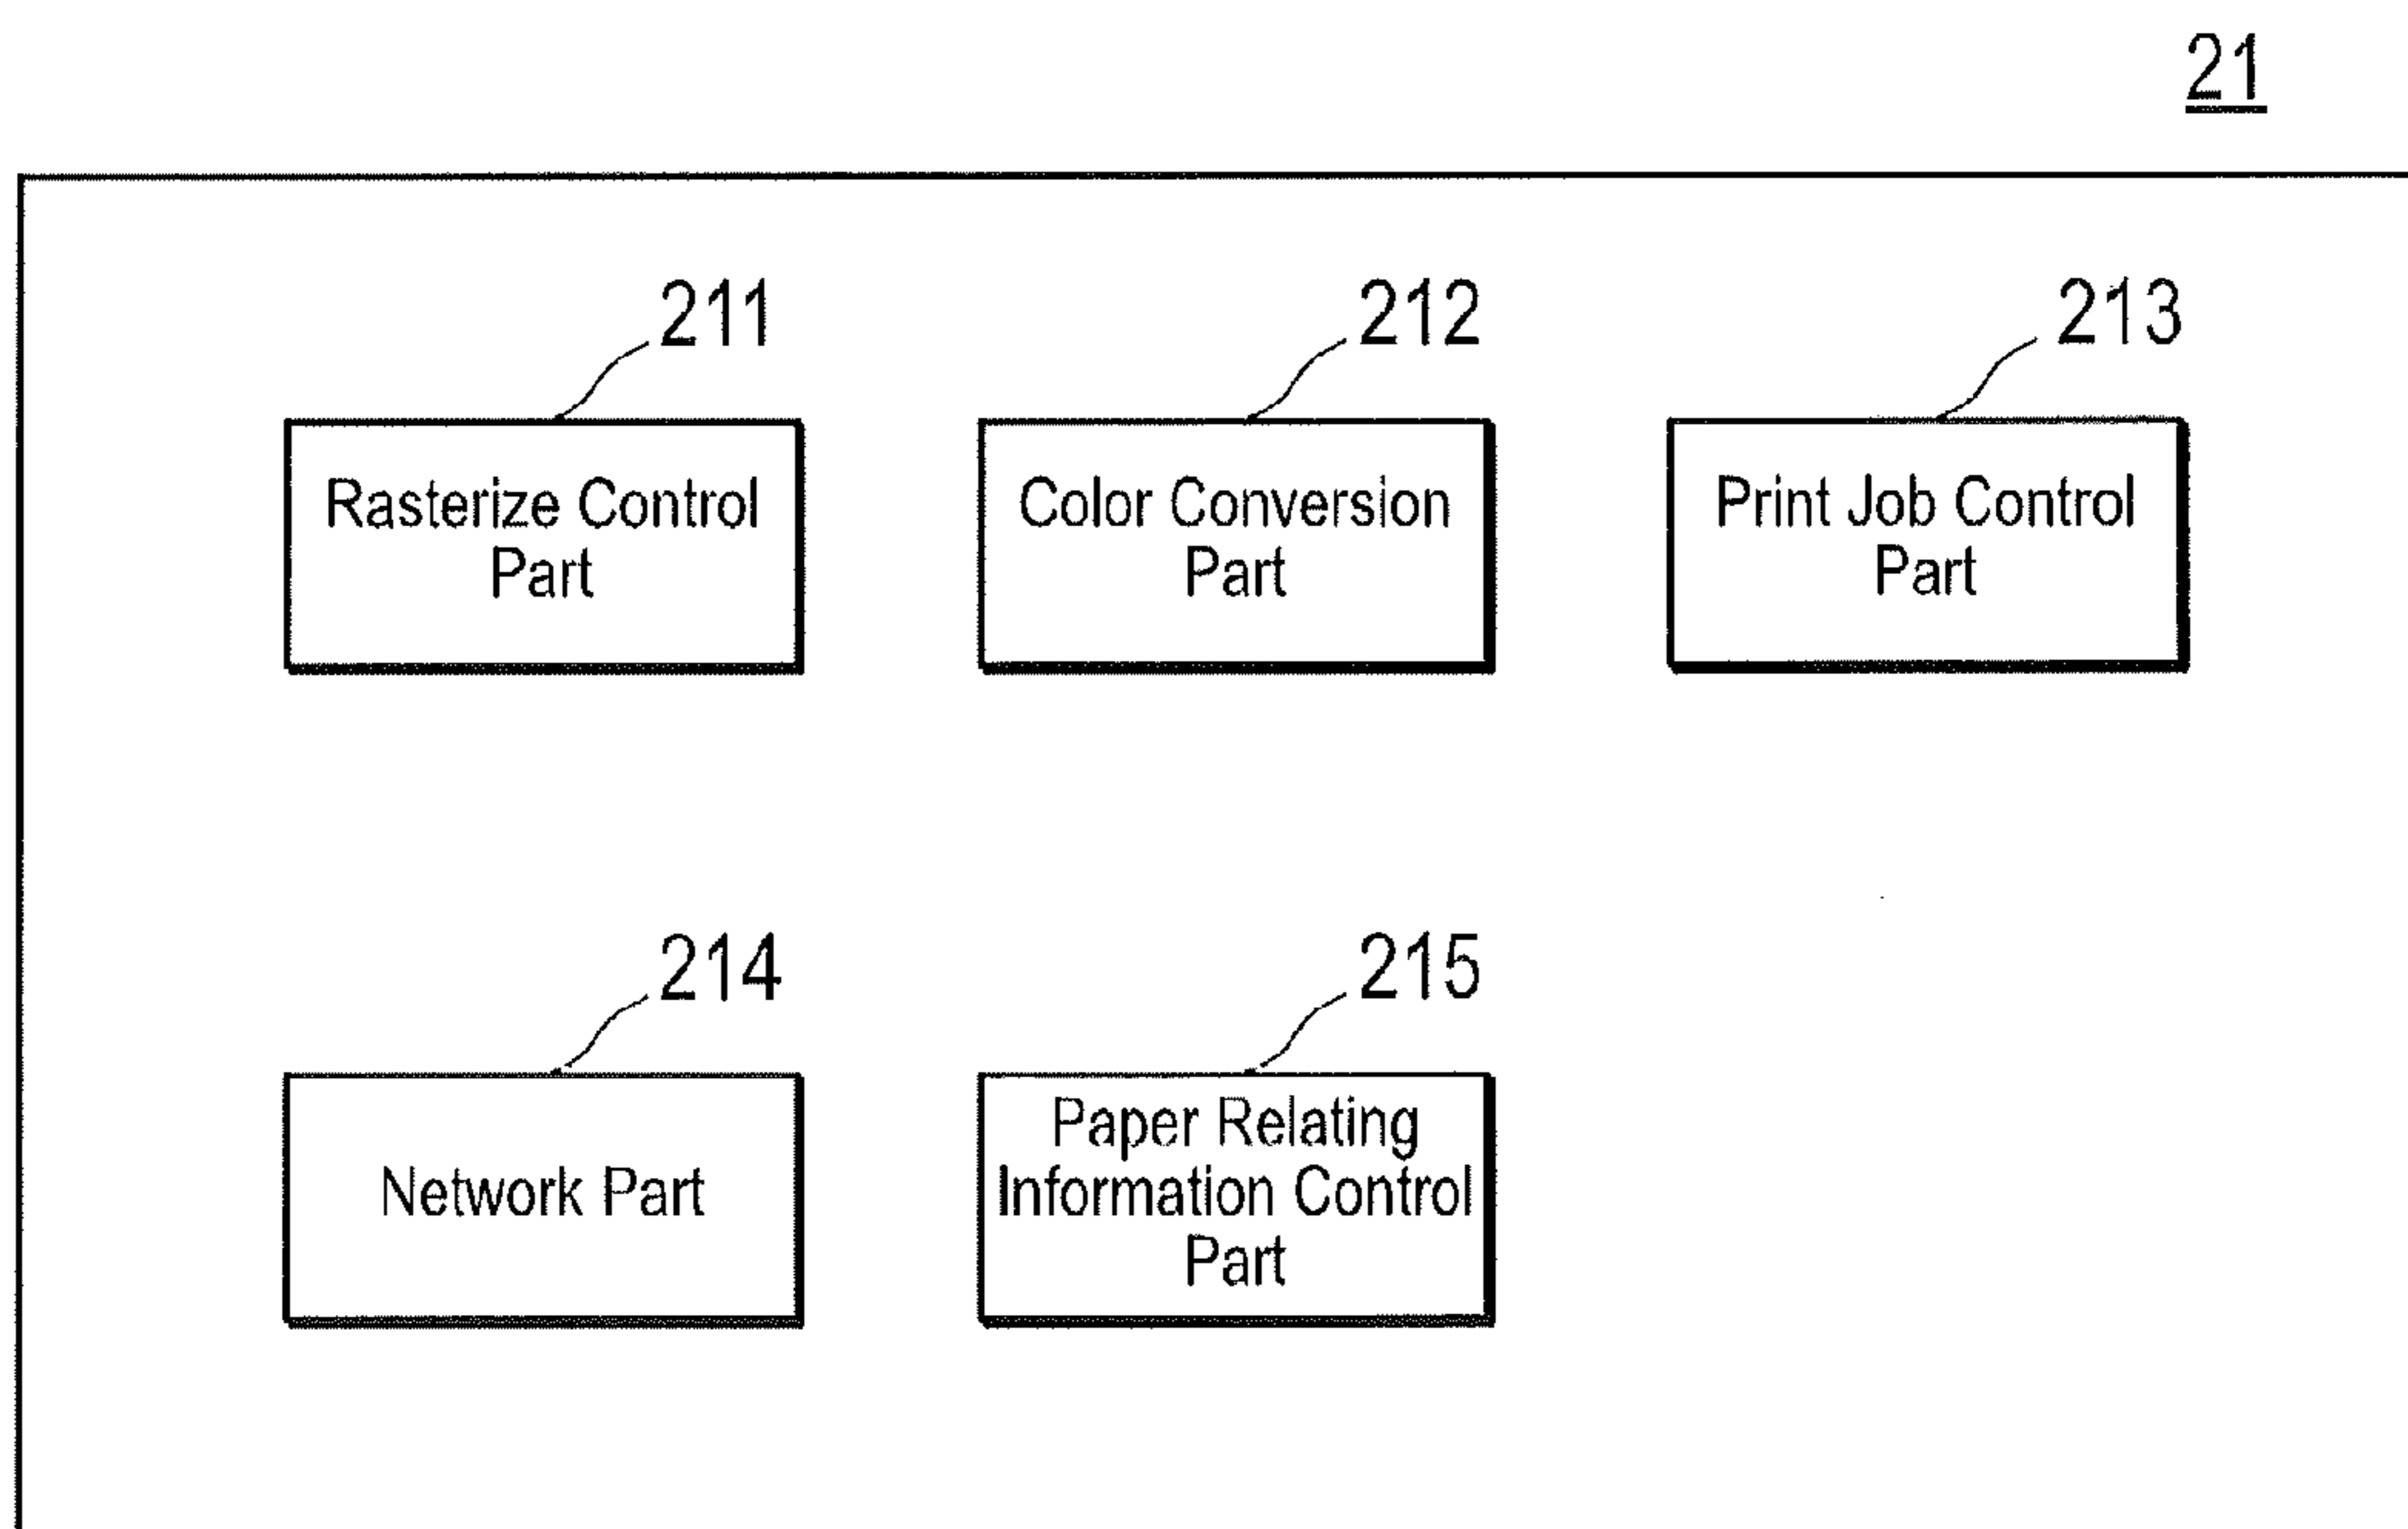 21
211
212
213
Rasterize Control
Part
Color Conversion
Part
Print Job Control
Part
214
215
Network Part
Paper Relating
Information Control
Part